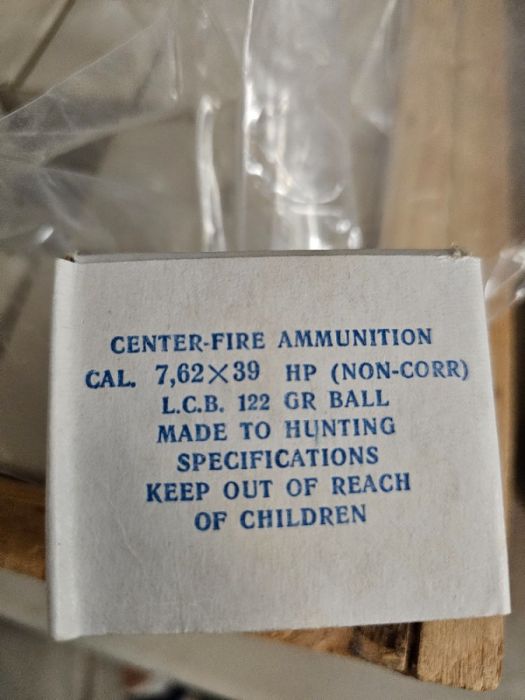 CENTER-FIRE AMMUNITION
CAL. 7,62×39 HP (NON-CORR)
L.C.B. 122 GR BALL
MADE TO HUNTING
SPECIFICATIONS
KEEP OUT OF REACH
OF CHILDREN